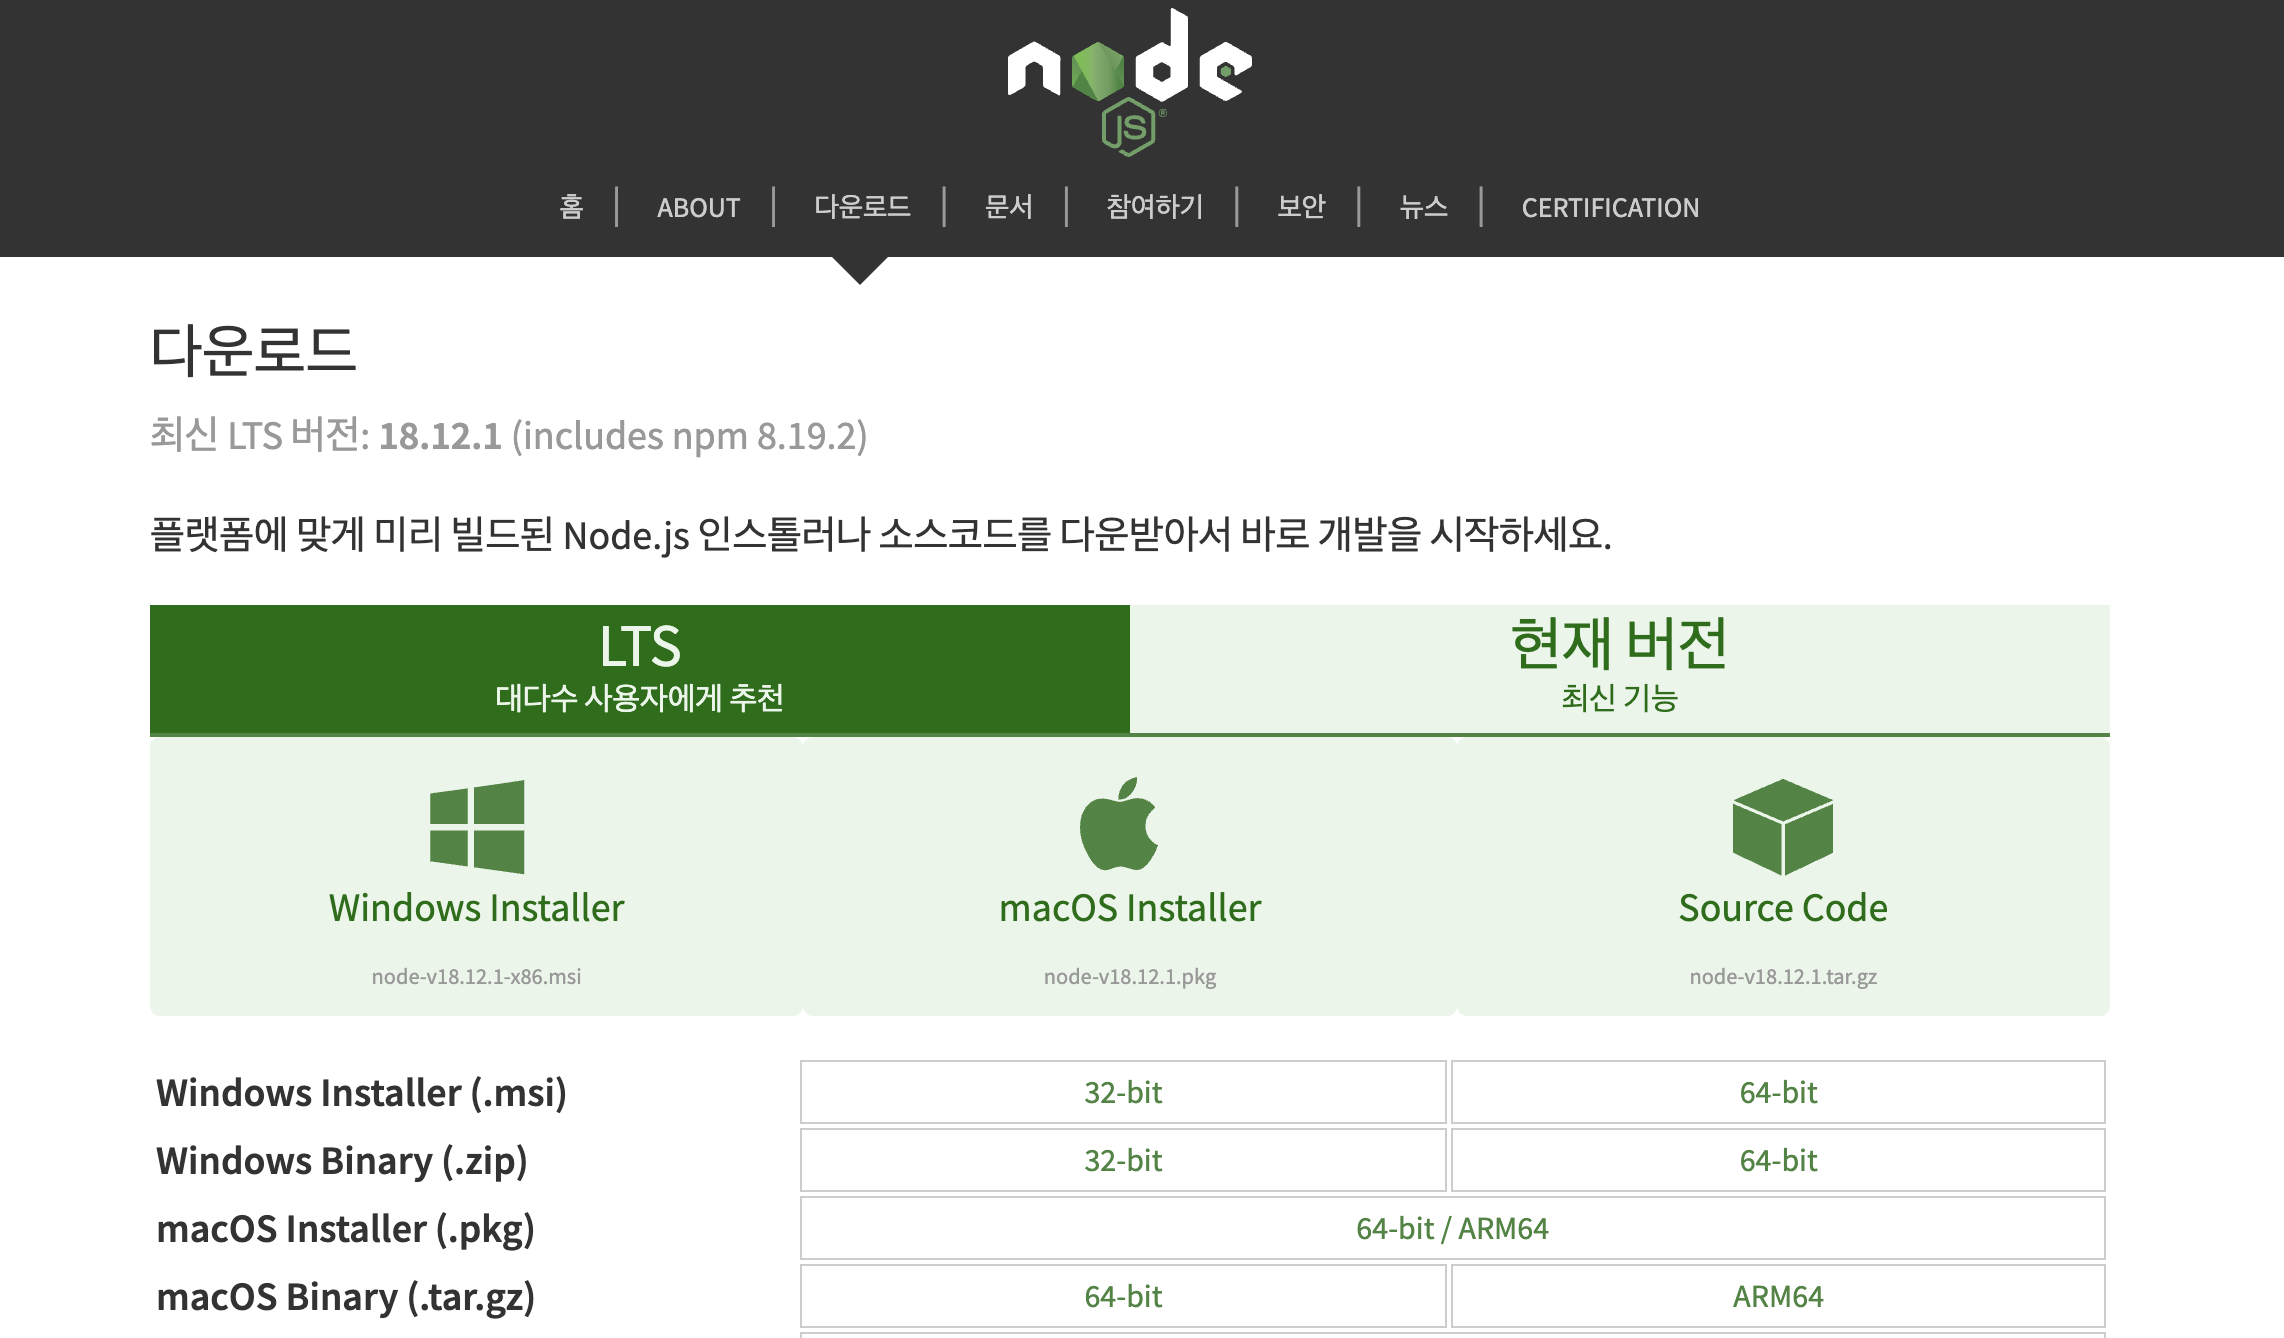 node
JS®
홈 ABOUT 다운로드 문서 참여하기 보안 뉴스 CERTIFICATION
다운로드
최신 LTS 버전: 18.12.1 (includes npm 8.19.2)
플랫폼에 맞게 미리 빌드된 Node.js 인스톨러나 소스코드를 다운받아서 바로 개발을 시작하세요.
LTS
대다수 사용자에게 추천
현재 버전
최신 기능
Windows Installer
node-v18.12.1-x86.msi
macOS Installer
node-v18.12.1.pkg
Source Code
node-v18.12.1.tar.gz
Windows Installer (.msi) 32-bit 64-bit
Windows Binary (.zip) 32-bit 64-bit
macOS Installer (.pkg) 64-bit / ARM64
macOS Binary (.tar.gz) 64-bit ARM64